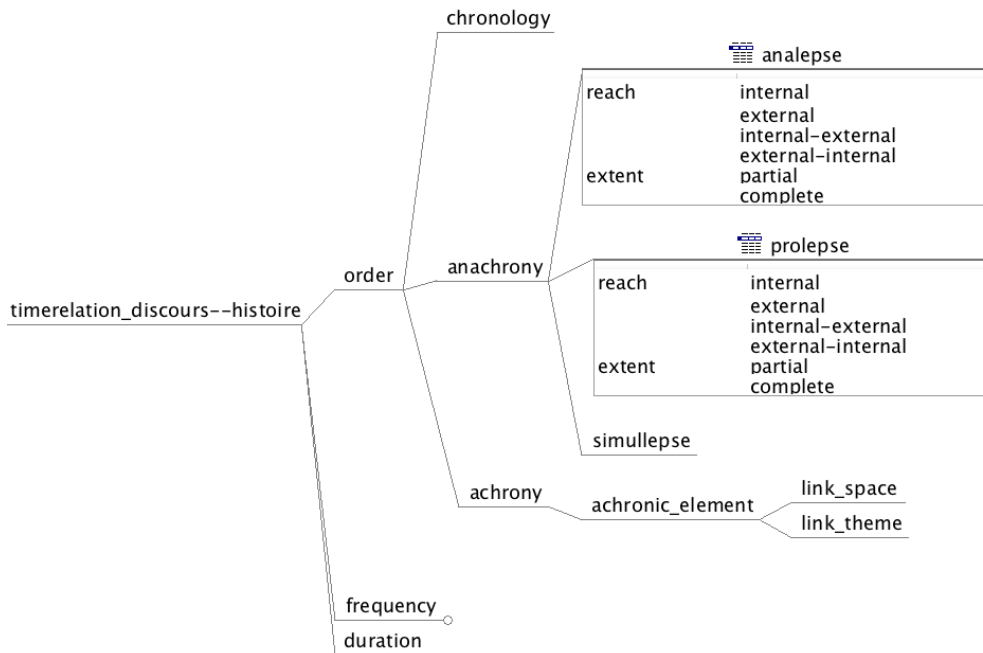 chronology
analepse
reach internal
external
internal-external
external-internal
extent partial
complete
prolepse
reach internal
external
internal-external
external-internal
extent partial
complete
order
anachrony
timerelation_discours--histoire
simullepse
achrony
achronic_element
link_space
link_theme
frequency
duration